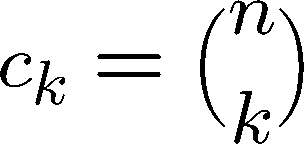 $c_k = \binom{n}{k}$